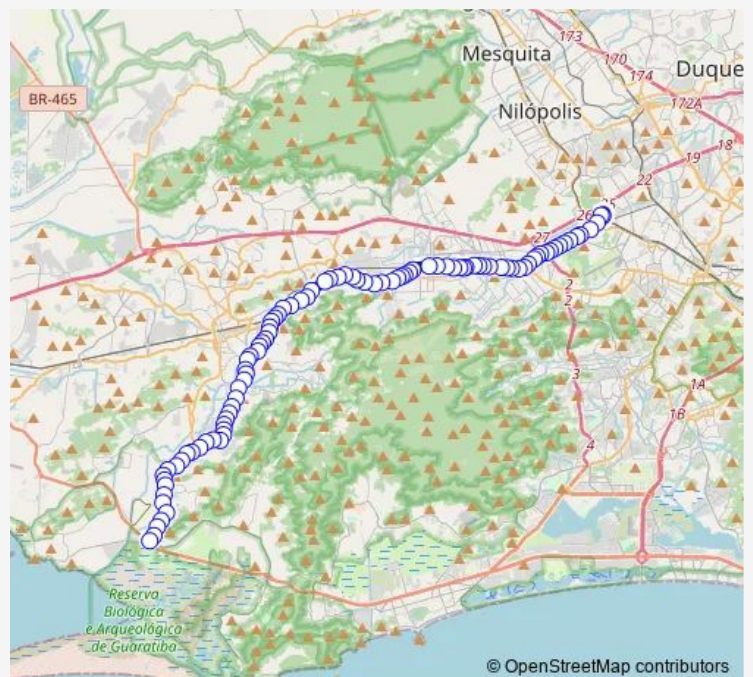 173
Mesquita
170
174
Duque
BR-465
172A
Nilópolis
18
19
22
25
26
27
2
2
3
1A
1B
4
Reserva
Biológica
e Arqueológica
de Guaratiba
© OpenStreetMap contributors